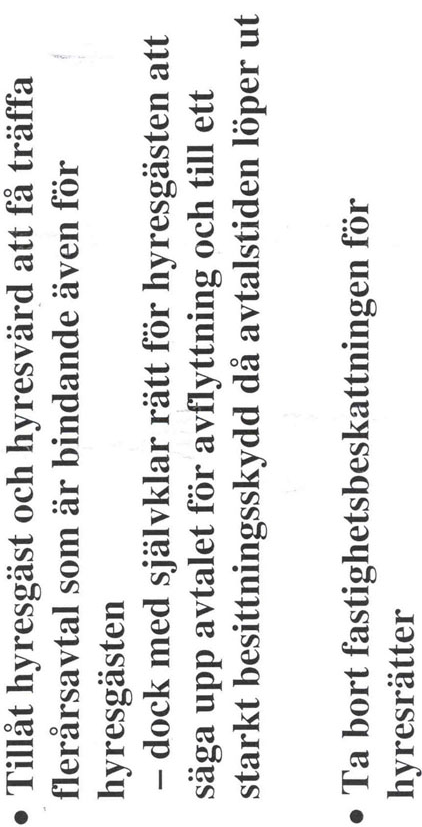 • Tillåt hyresgäst och hyresvärd att få träffa
flerårsavtal som är bindande även för
hyresgästen
– dock med självklar rätt för hyresgästen att
säga upp avtalet för avflyttning och till ett
starkt besittningsskydd då avtalstiden löper ut
• Ta bort fastighetsbeskattningen för
hyresrätter